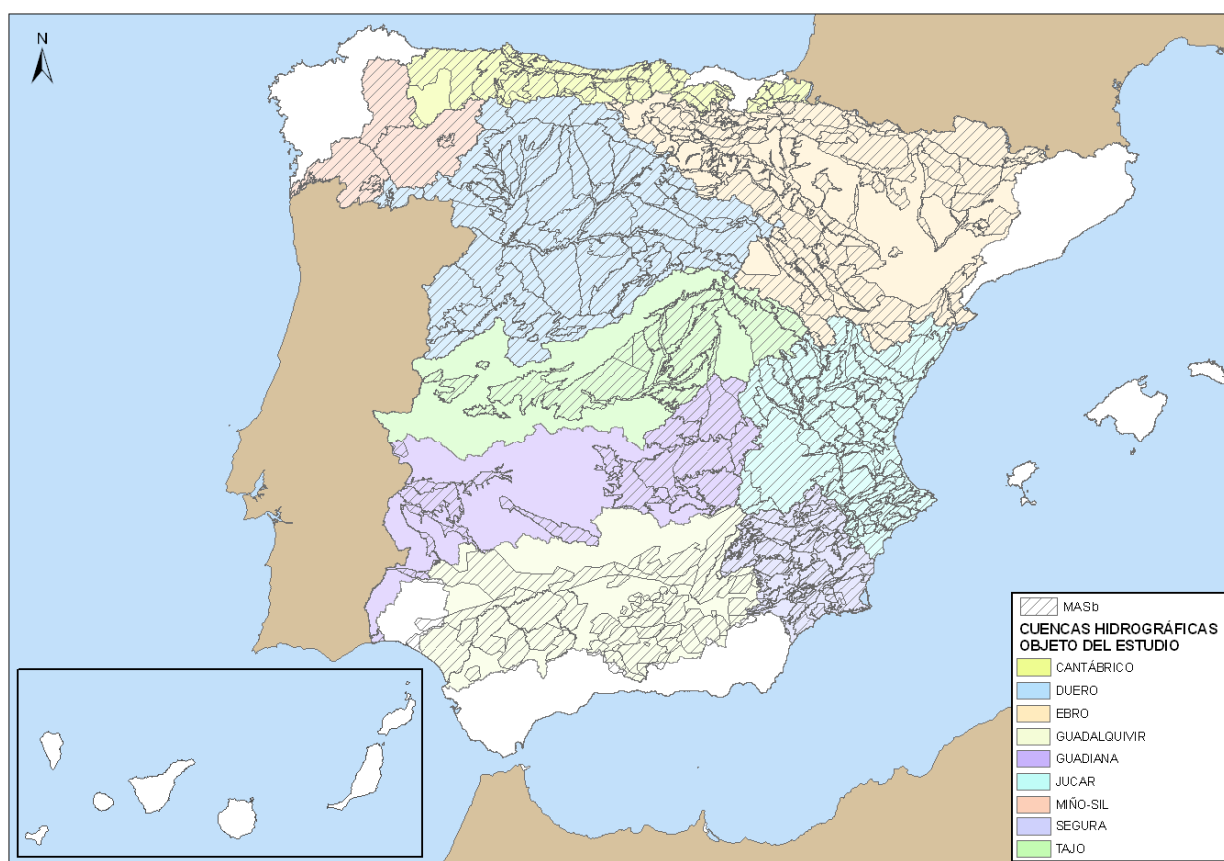 N
MASb
CUENCAS HIDROGRÁFICAS
OBJETO DEL ESTUDIO
CANTÁBRICO
DUERO
EBRO
GUADALQUIVIR
GUADIANA
JUCAR
MIÑO-SIL
SEGURA
TAJO